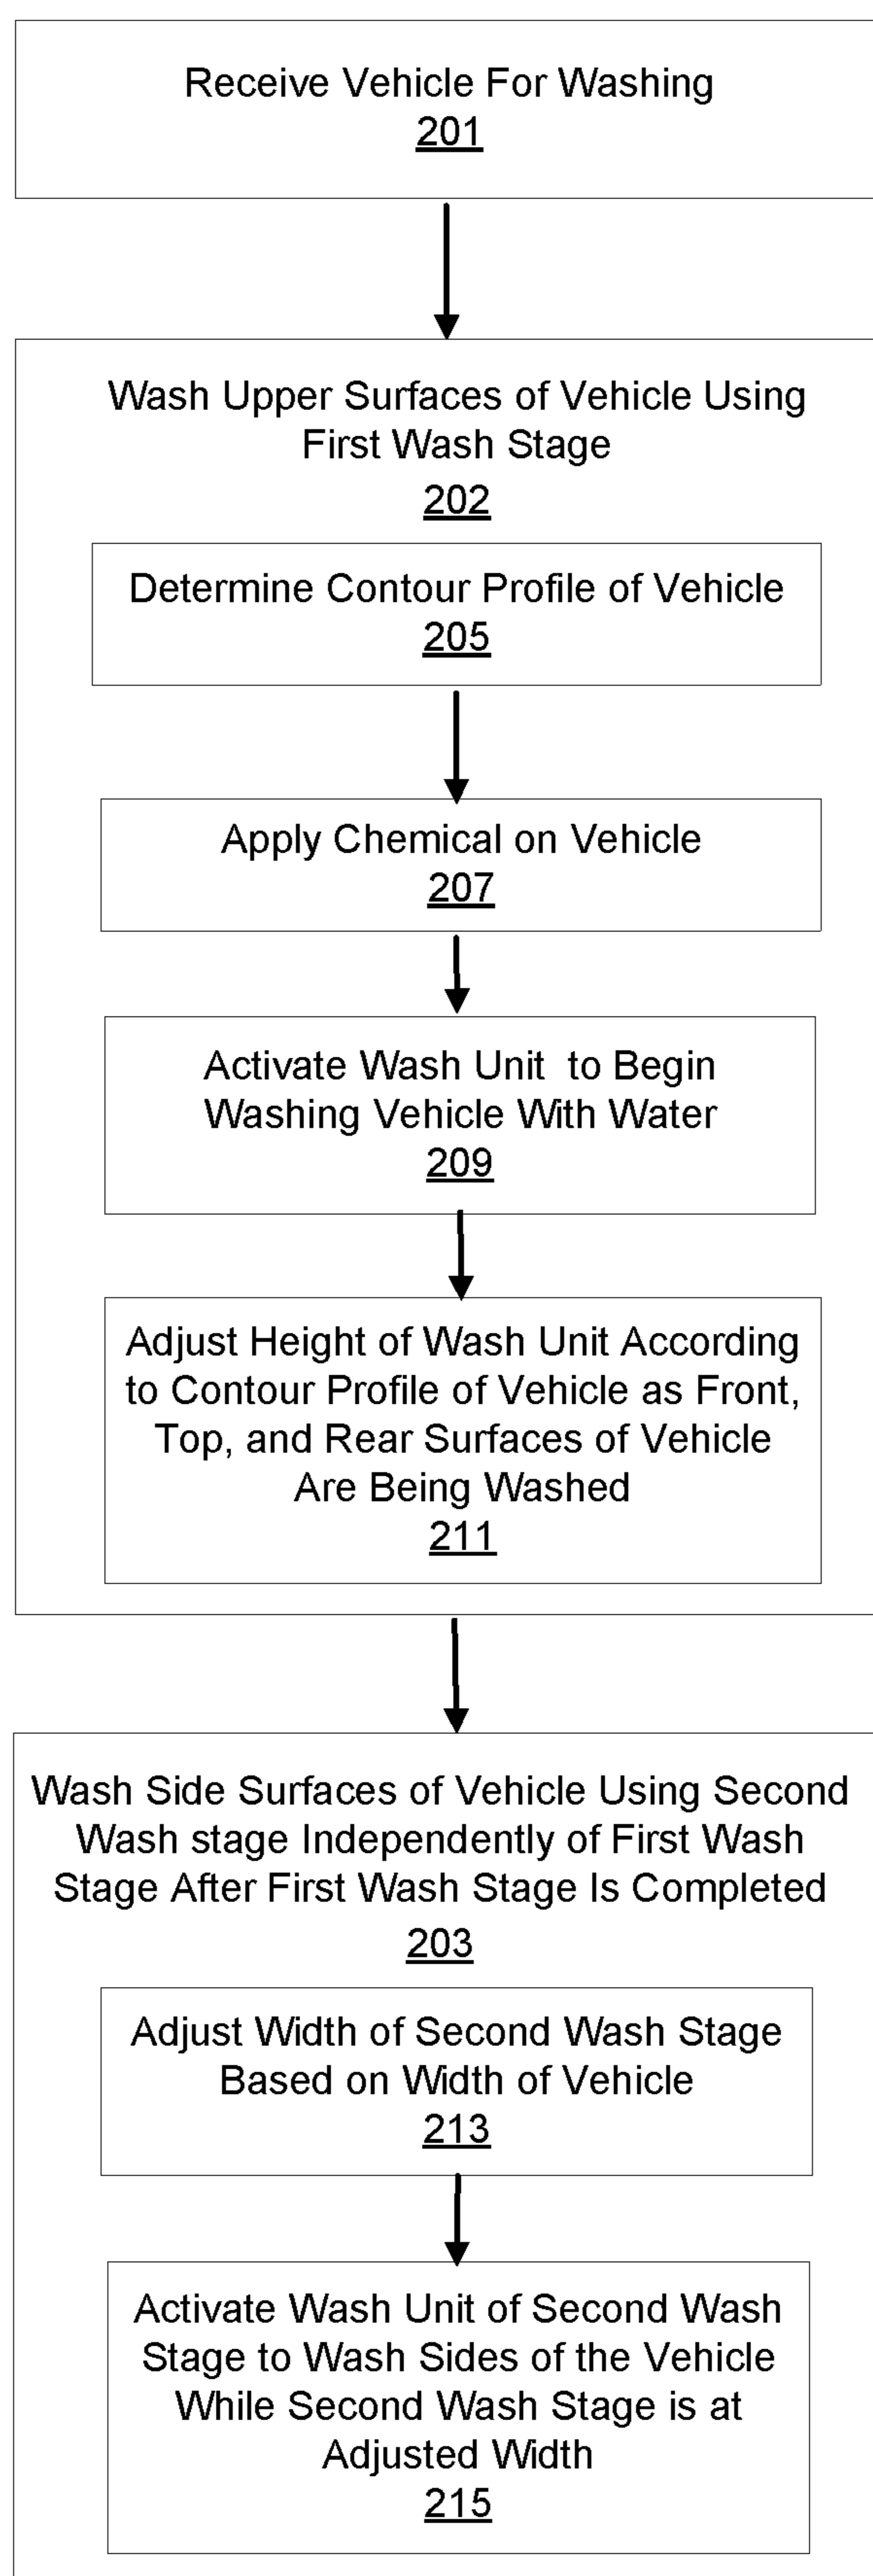 Receive Vehicle For Washing
201
Wash Upper Surfaces of Vehicle Using
First Wash Stage
202
Determine Contour Profile of Vehicle
205
Apply Chemical on Vehicle
207
Activate Wash Unit to Begin
Washing Vehicle With Water
209
Adjust Height of Wash Unit According
to Contour Profile of Vehicle as Front,
Top, and Rear Surfaces of Vehicle
Are Being Washed
211
Wash Side Surfaces of Vehicle Using Second
Wash stage Independently of First Wash
Stage After First Wash Stage Is Completed
203
Adjust Width of Second Wash Stage
Based on Width of Vehicle
213
Activate Wash Unit of Second Wash
Stage to Wash Sides of the Vehicle
While Second Wash Stage is at
Adjusted Width
215